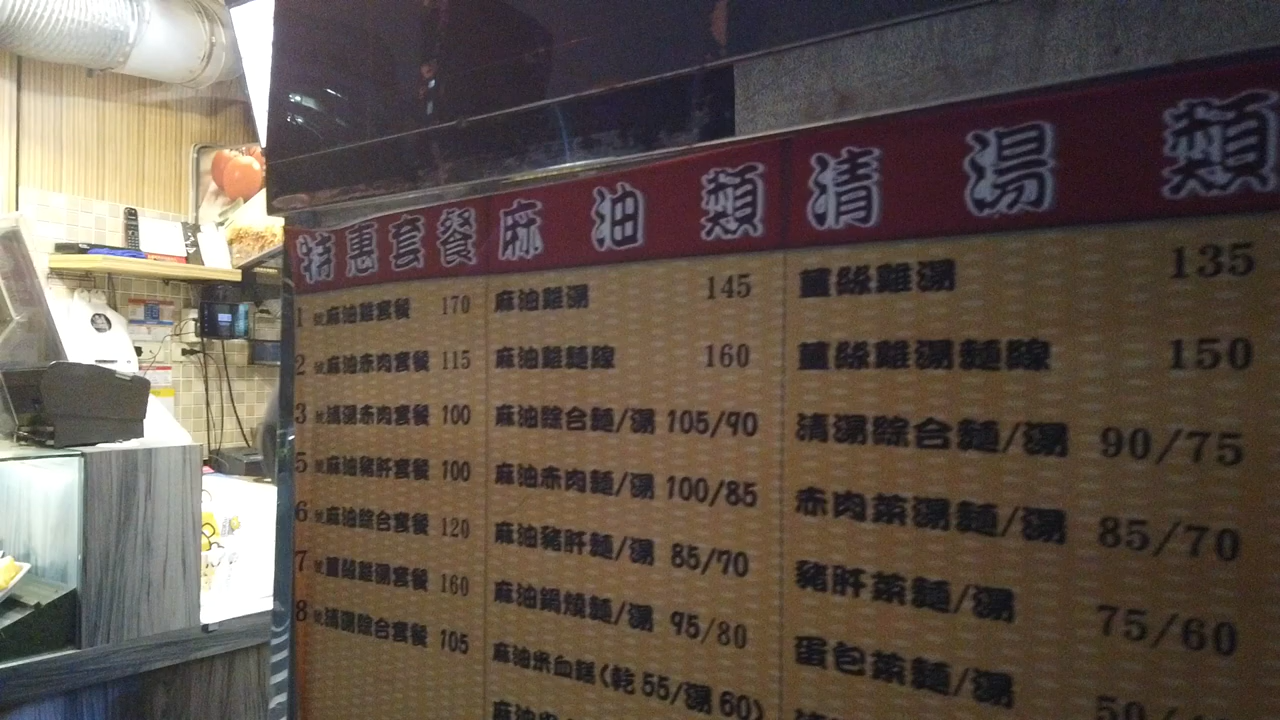 特惠套餐
1號麻油雞套餐 170
2號麻油赤肉套餐 115
3號清湯赤肉套餐 100
5號麻油豬肝套餐 100
6號麻油綜合套餐 120
7號薑絲雞湯套餐 160
8號清湯綜合套餐 105
麻油類
麻油雞湯 145
麻油雞麵線 160
麻油綜合麵/湯 105/90
麻油赤肉麵/湯 100/85
麻油豬肝麵/湯 85/70
麻油鍋燒麵/湯 95/80
麻油米血糕(乾55/湯60)
麻油
清湯類
薑絲雞湯 135
薑絲雞湯麵線 150
清湯綜合麵/湯 90/75
赤肉菜湯麵/湯 85/70
豬肝菜麵/湯 75/60
蛋包菜麵/湯